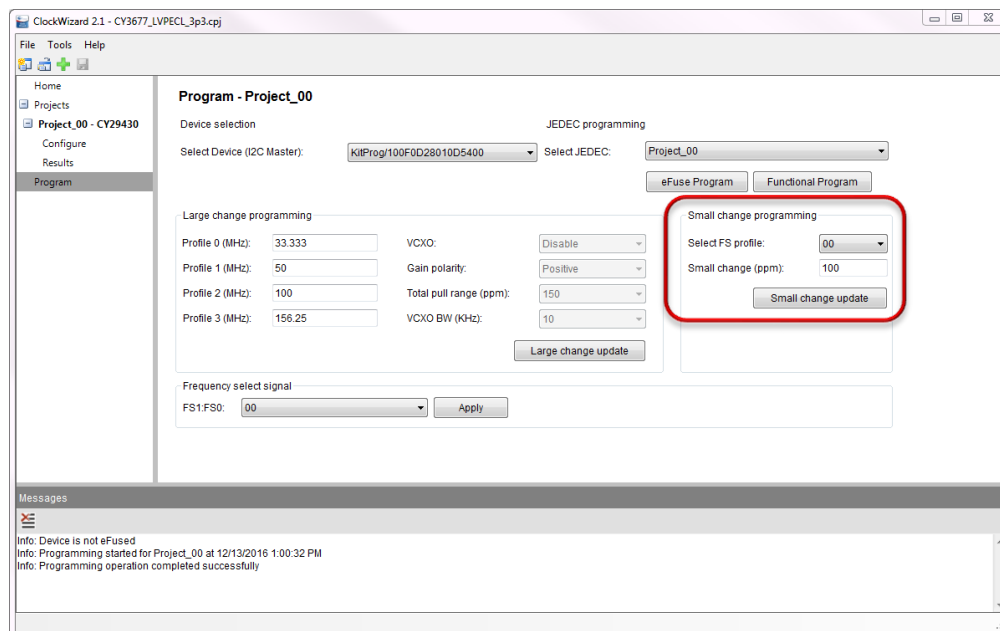 ClockWizard 2.1 - CY3677_LVPECL_3p3.cpj
File Tools Help
Home
Projects
Project_00 - CY29430
Configure
Results
Program
Program - Project_00
Device selection
JEDEC programming
Select Device (I2C Master): KitProg/100F0D28010D5400
Select JEDEC: Project_00
eFuse Program Functional Program
Large change programming
Profile 0 (MHz): 33.333 VCXO: Disable
Profile 1 (MHz): 50 Gain polarity: Positive
Profile 2 (MHz): 100 Total pull range (ppm): 150
Profile 3 (MHz): 156.25 VCXO BW (KHz): 10
Large change update
Small change programming
Select FS profile: 00
Small change (ppm): 100
Small change update
Frequency select signal
FS1:FS0: 00 Apply
Messages
Info: Device is not eFused
Info: Programming started for Project_00 at 12/13/2016 1:00:32 PM
Info: Programming operation completed successfully